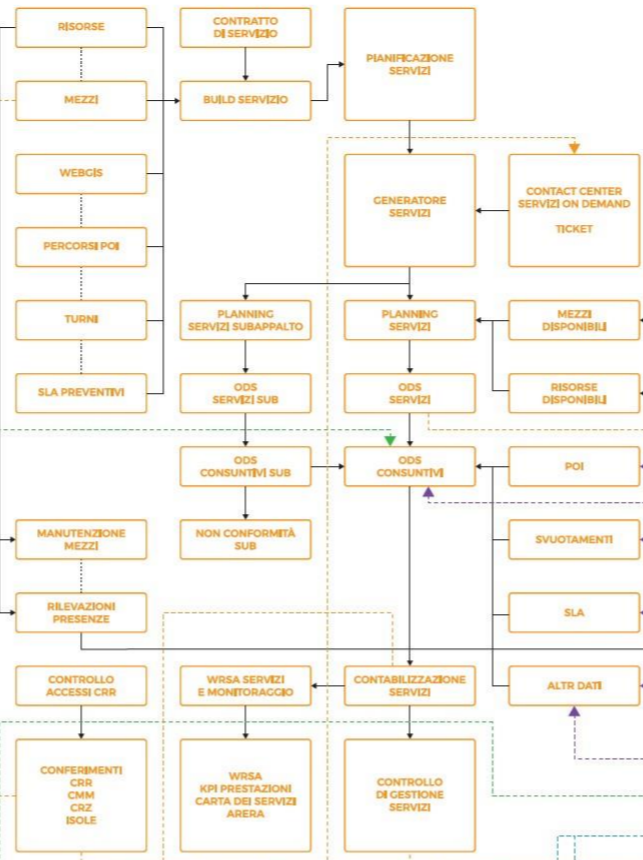 RISORSE
CONTRATTO
DI SERVIZIO
PIANIFICAZIONE
SERVIZI
MEZZI
BUILD SERVIZIO
WEBGIS
GENERATORE
SERVIZI
CONTACT CENTER
SERVIZI ON DEMAND
TICKET
PERCORSI POI
TURNI
PLANNING
SERVIZI SUBAPPALTO
PLANNING
SERVIZI
MEZZI
DISPONIBILI
SLA PREVENTIVI
ODS
SERVIZI SUB
ODS
SERVIZI
RISORSE
DISPONIBILI
ODS
CONSUNTIVI SUB
ODS
CONSUNTIVI
POI
MANUTENZIONE
MEZZI
NON CONFORMITÀ
SUB
SVUOTAMENTI
RILEVAZIONI
PRESENZE
SLA
CONTROLLO
ACCESSI CRR
WRSA SERVIZI
E MONITORAGGIO
CONTABILIZZAZIONE
SERVIZI
ALTR DATI
CONFERIMENTI
CRR
CMM
CRZ
ISOLE
WRSA
KPI PRESTAZIONI
CARTA DEI SERVIZI
ARERA
CONTROLLO
DI GESTIONE
SERVIZI